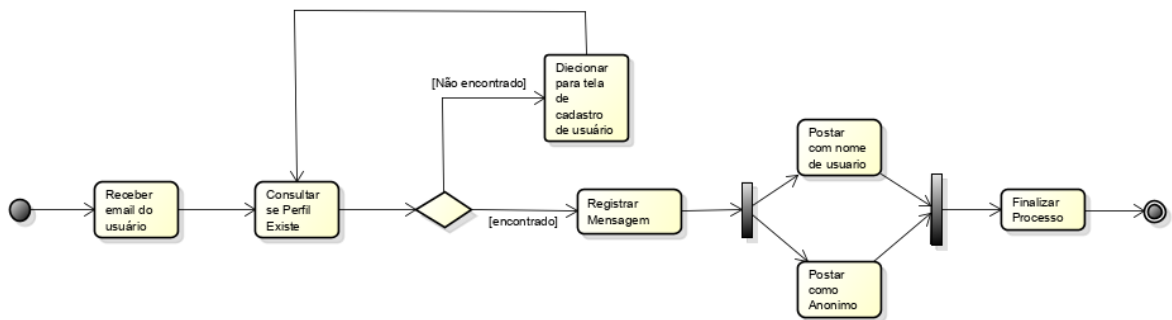 Receber
email do
usuário
Consultar
se Perfil
Existe
[Não encontrado]
Diecionar
para tela
de
cadastro
de usuário
[encontrado]
Registrar
Mensagem
Postar
com nome
de usuario
Postar
como
Anonimo
Finalizar
Processo